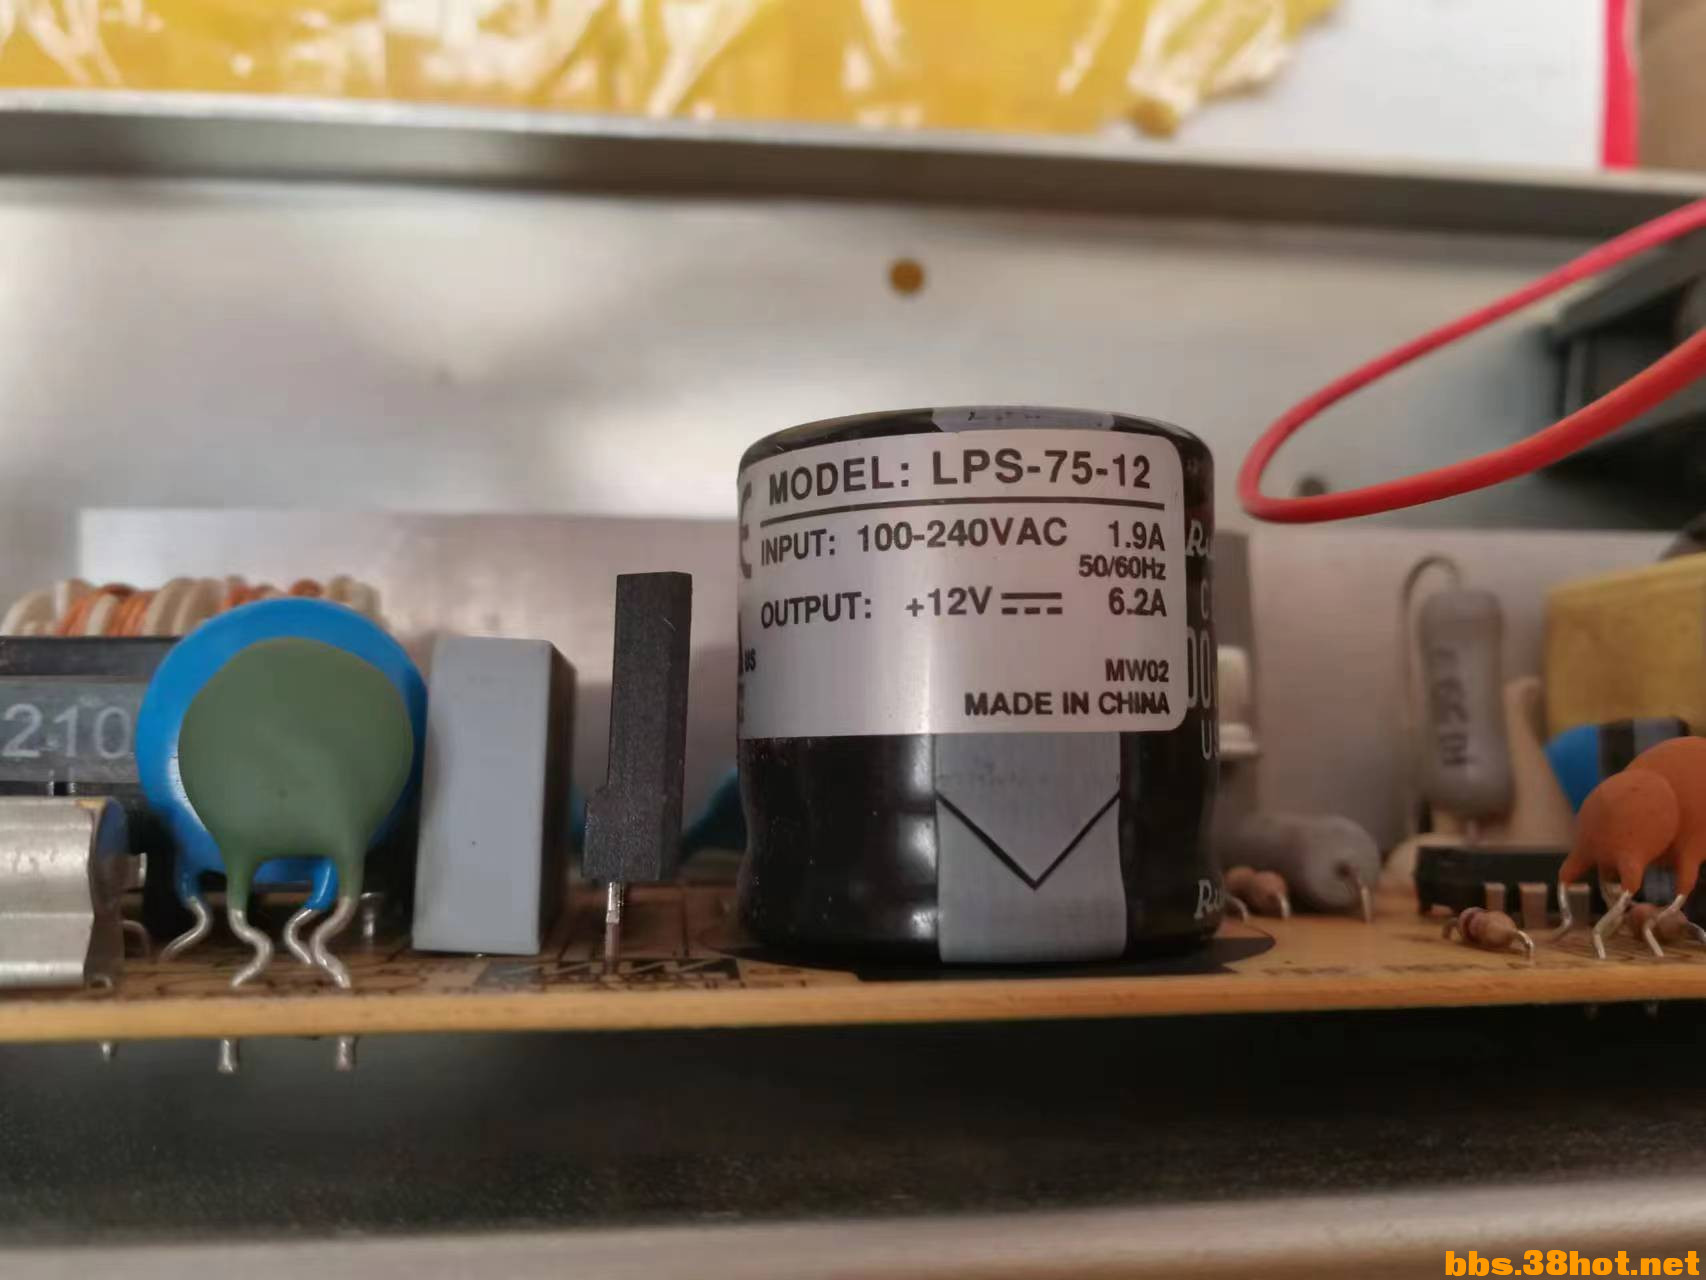 MODEL: LPS-75-12
INPUT: 100-240VAC 1.9A
50/60Hz
OUTPUT: +12V 6.2A
US
MW02
MADE IN CHINA
210
bbs.38hot.net